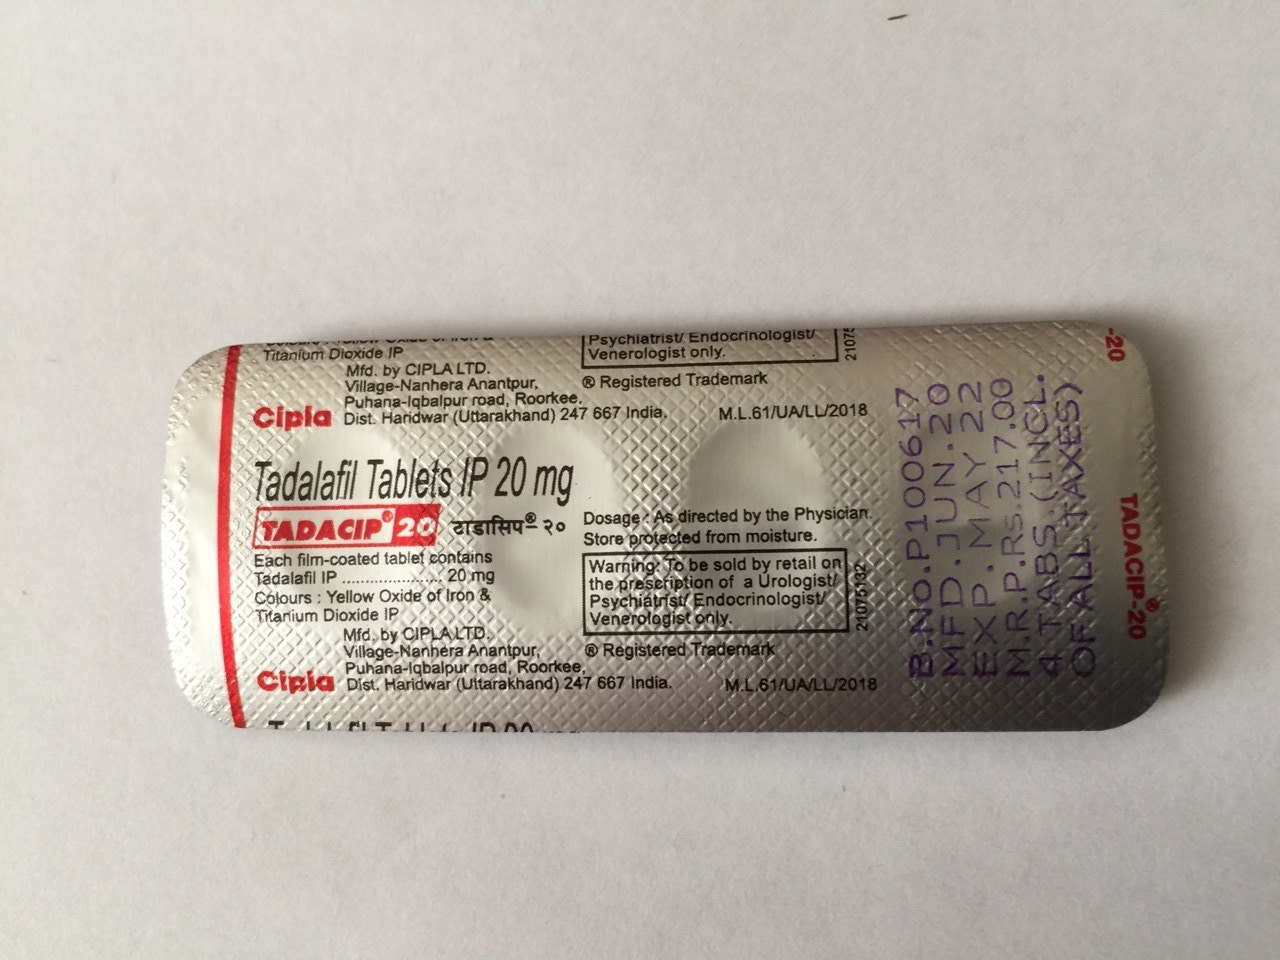 Titanium Dioxide IP
Mfd. by CIPLA LTD.
Village-Nanhera Anantpur,
Puhana-Iqbalpur road, Roorkee.
Cipla Dist. Haridwar (Uttarakhand) 247 667 India.
Psychiatrist/ Endocrinologist/
Venerologist only.
® Registered Trademark
M.L.61/UA/LL/2018
Tadalafil Tablets IP 20 mg
TADACIP® 20 टाडासिप®-२०
Each film-coated tablet contains
Tadalafil IP ...................... 20 mg
Colours : Yellow Oxide of Iron &
Titanium Dioxide IP
Mfd. by CIPLA LTD.
Village-Nanhera Anantpur,
Puhana-Iqbalpur road, Roorkee,
Cipla Dist. Haridwar (Uttarakhand) 247 667 India.
Dosage : As directed by the Physician.
Store protected from moisture.
Warning: To be sold by retail on
the prescription of a Urologist/
Psychiatrist/ Endocrinologist/
Venerologist only.
21075132
® Registered Trademark
M.L.61/UA/LL/2018
B.NO.P100617
MFD.JUN.20
EXP.MAY 22
M.R.P.Rs.217.00
4 TABS.(INCL.
OF ALL TAXES)
-20
TADACIP®-20